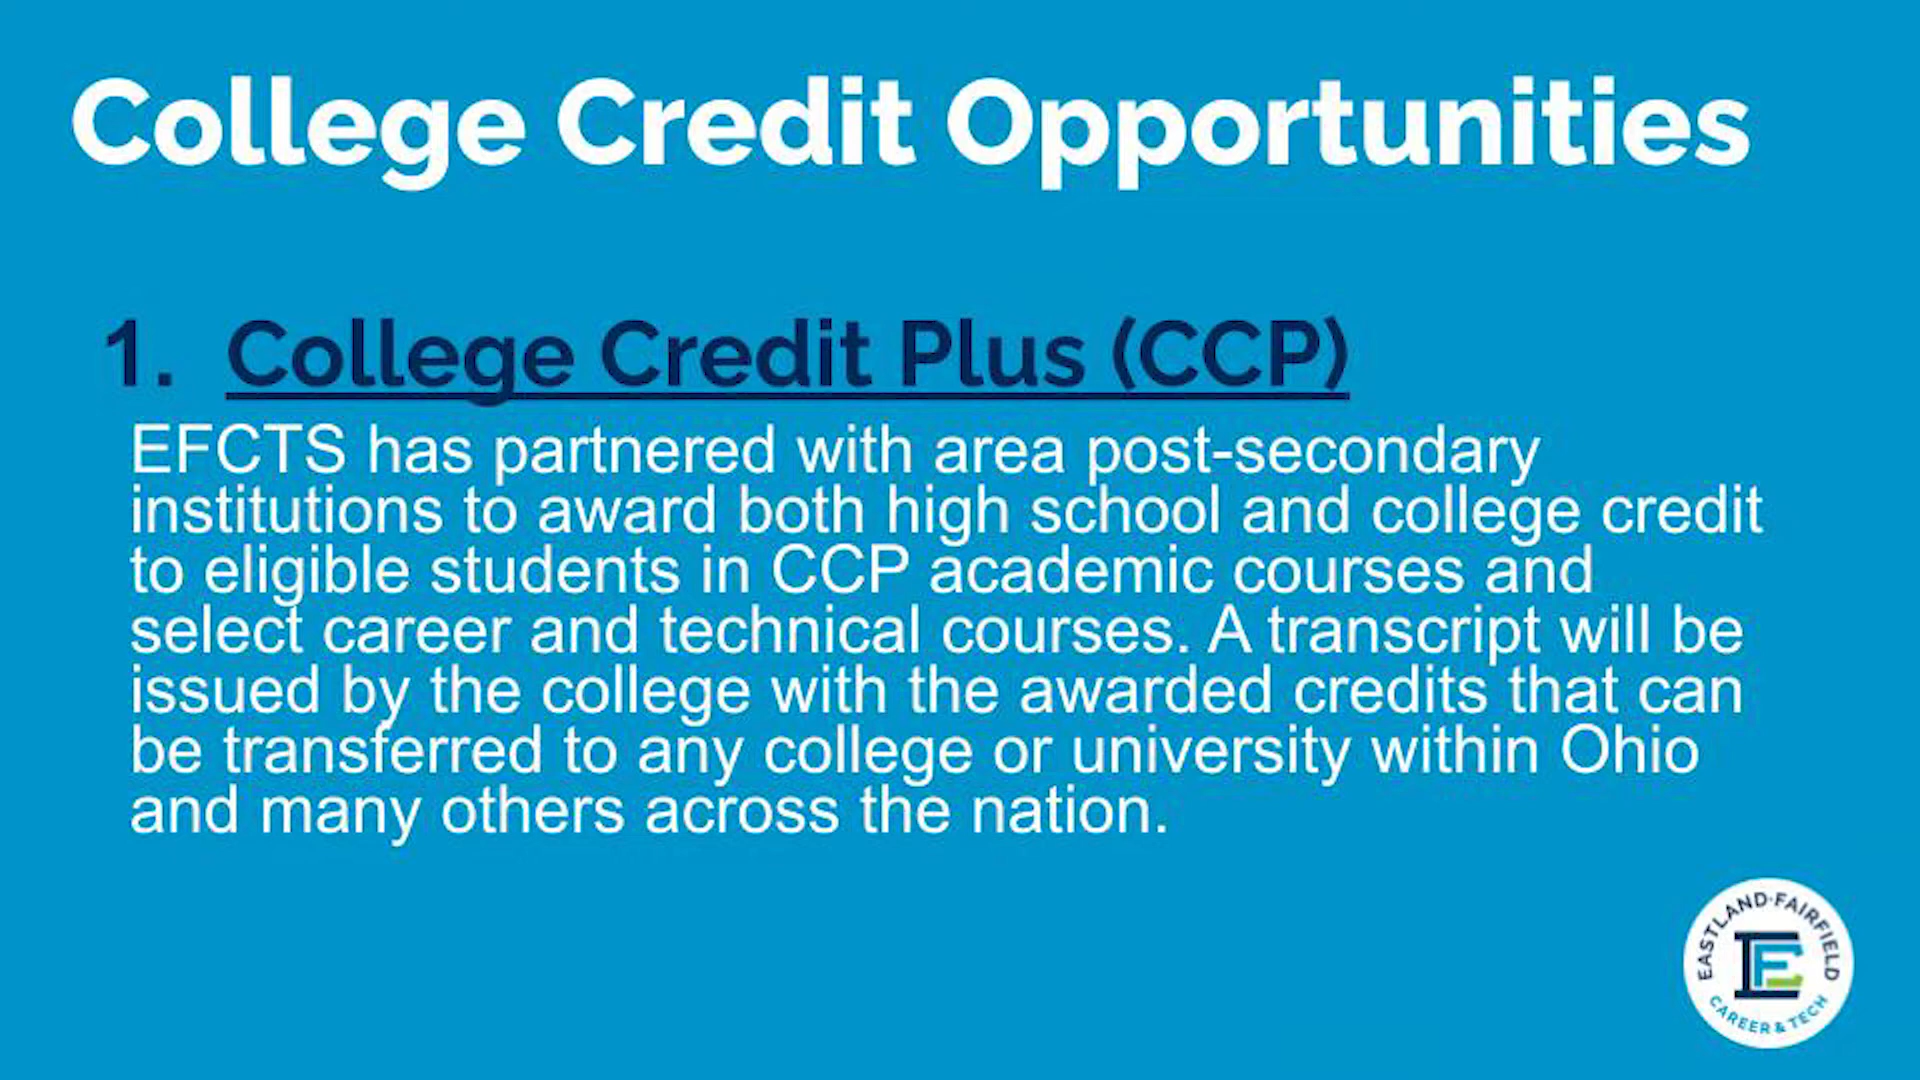 College Credit Opportunities
1. College Credit Plus (CCP)
EFCTS has partnered with area post-secondary
institutions to award both high school and college credit
to eligible students in CCP academic courses and
select career and technical courses. A transcript will be
issued by the college with the awarded credits that can
be transferred to any college or university within Ohio
and many others across the nation.
EASTLAND·FAIRFIELD
EF
CAREER & TECH